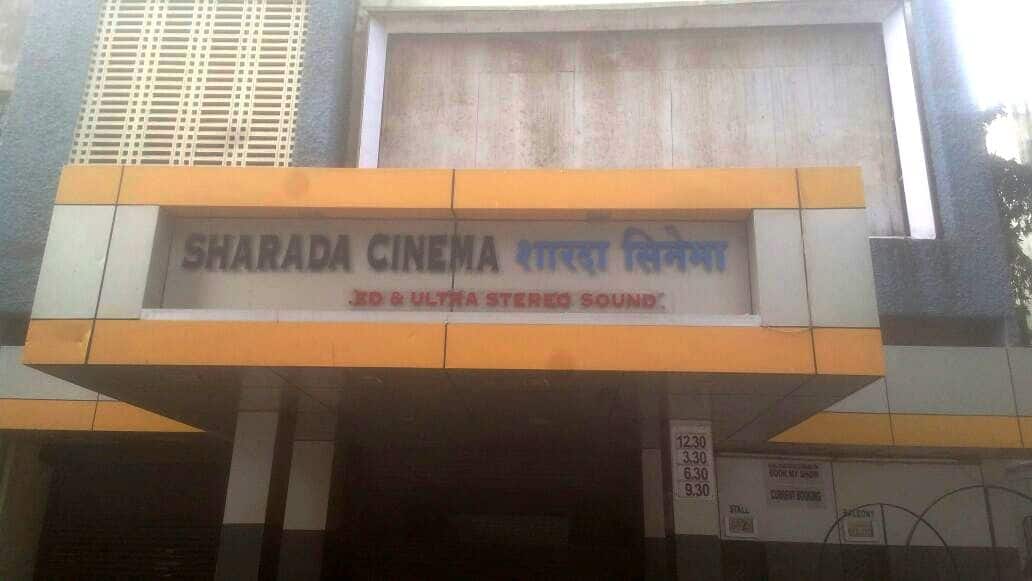 SHARADA CINEMA शारदा सिनेमा
& ULTRA STEREO SOUND
12.30
3.30
6.30
9.30
BOOK MY SHOW
CURRENT BOOKING
STALL
BALCONY